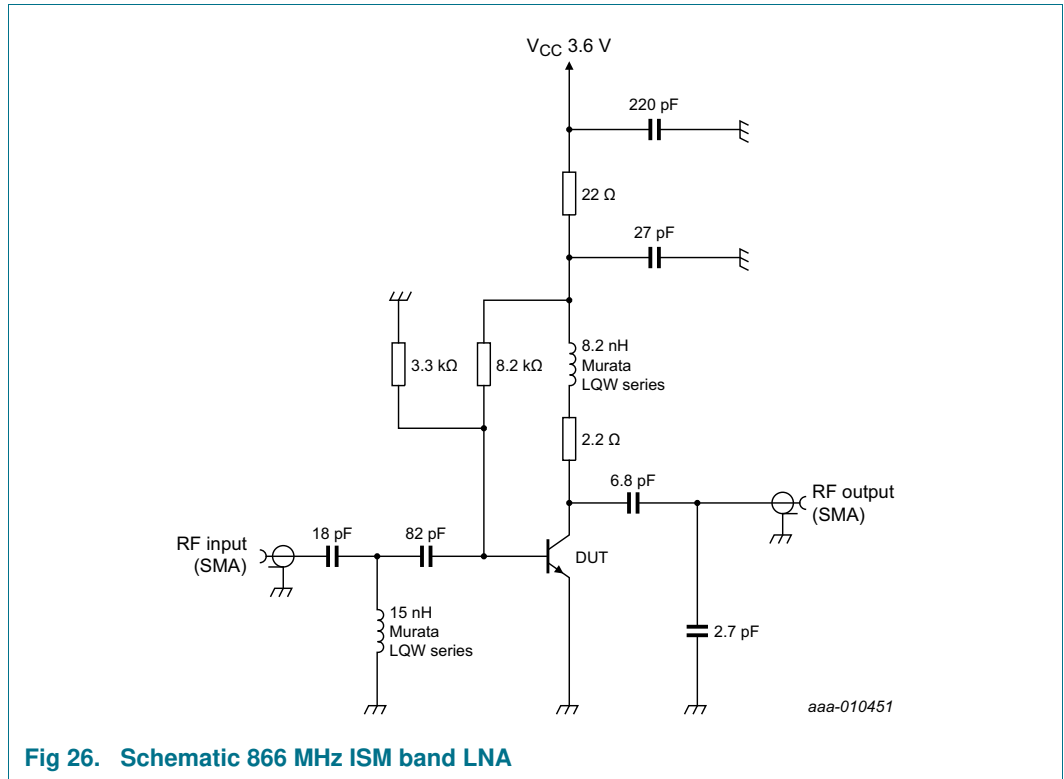 VCC 3.6 V
220 pF
22 Ω
27 pF
3.3 kΩ
8.2 kΩ
8.2 nH
Murata
LQW series
2.2 Ω
6.8 pF
RF output
(SMA)
RF input
(SMA)
18 pF
82 pF
DUT
15 nH
Murata
LQW series
2.7 pF
aaa-010451
Fig 26. Schematic 866 MHz ISM band LNA